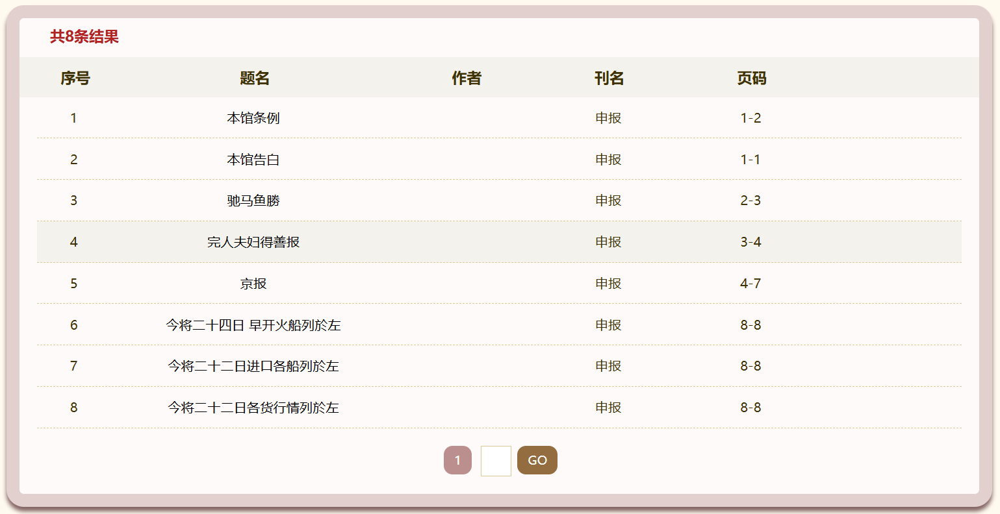 共8条结果
序号 题名 作者 刊名 页码
1 本馆条例 申报 1-2
2 本馆告白 申报 1-1
3 驰马鱼勝 申报 2-3
4 完人夫妇得善报 申报 3-4
5 京报 申报 4-7
6 今将二十四日 早开火船列於左 申报 8-8
7 今将二十二日进口各船列於左 申报 8-8
8 今将二十二日各货行情列於左 申报 8-8
1 GO